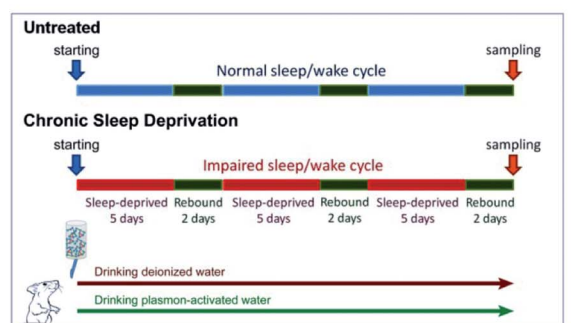 Untreated
starting
sampling
Normal sleep/wake cycle
Chronic Sleep Deprivation
starting
sampling
Impaired sleep/wake cycle
Sleep-deprived Rebound Sleep-deprived Rebound Sleep-deprived Rebound
5 days 2 days 5 days 2 days 5 days 2 days
Drinking deionized water
Drinking plasmon-activated water